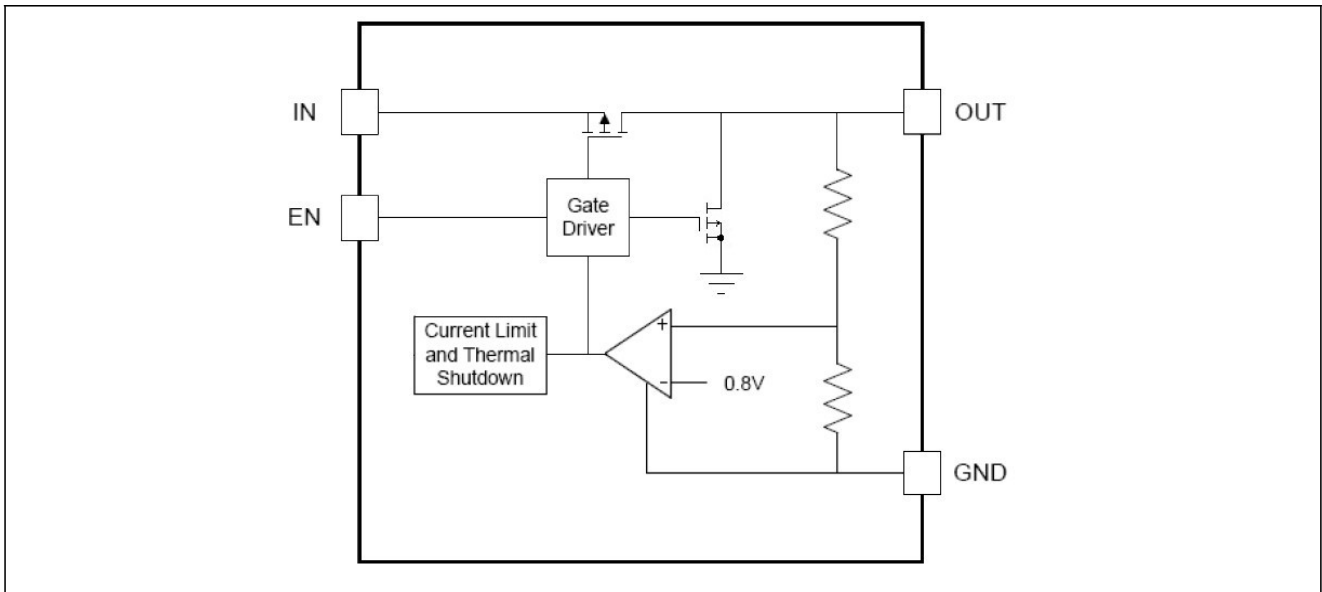 IN
OUT
EN
Gate
Driver
Current Limit
and Thermal
Shutdown
+
-
0.8V
GND